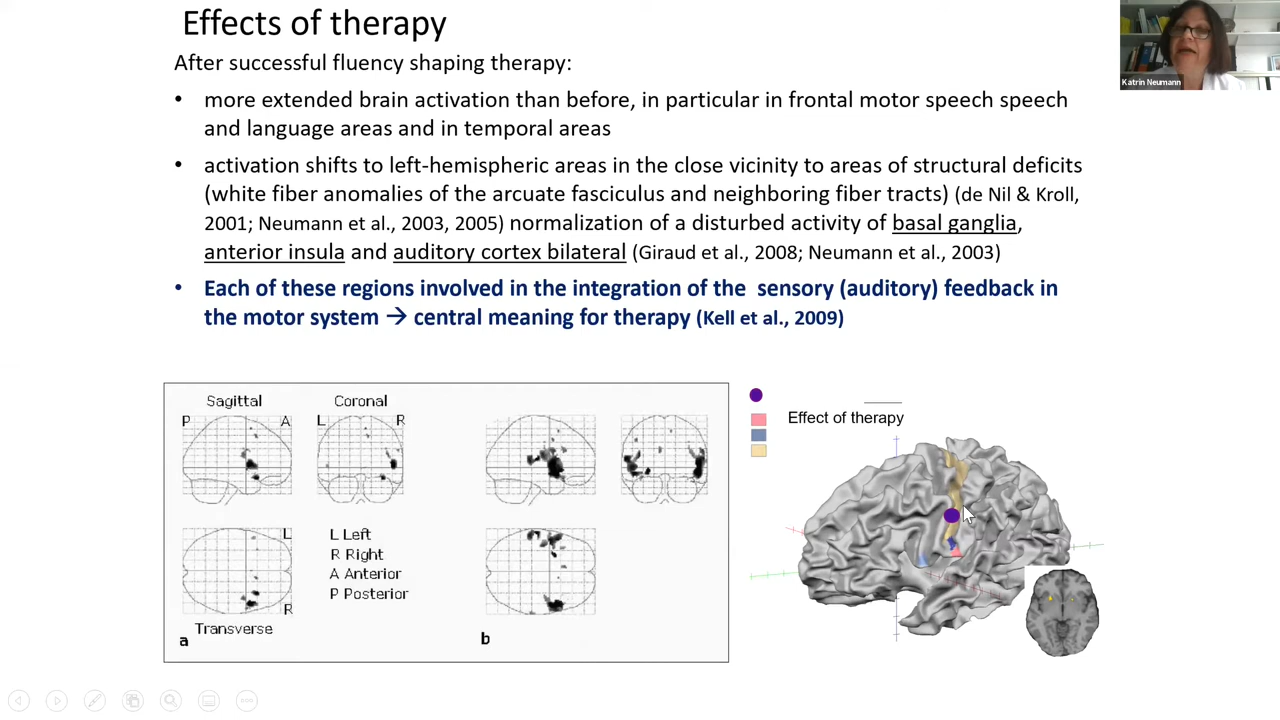 Effects of therapy
Katrin Neumann
After successful fluency shaping therapy:
• more extended brain activation than before, in particular in frontal motor speech speech
and language areas and in temporal areas
• activation shifts to left-hemispheric areas in the close vicinity to areas of structural deficits
(white fiber anomalies of the arcuate fasciculus and neighboring fiber tracts) (de Nil & Kroll,
2001; Neumann et al., 2003, 2005) normalization of a disturbed activity of basal ganglia,
anterior insula and auditory cortex bilateral (Giraud et al., 2008; Neumann et al., 2003)
• Each of these regions involved in the integration of the sensory (auditory) feedback in
the motor system → central meaning for therapy (Kell et al., 2009)
Sagittal
Coronal
P
A
L
R
L
R
Transverse
L Left
R Right
A Anterior
P Posterior
a
b
Effect of therapy